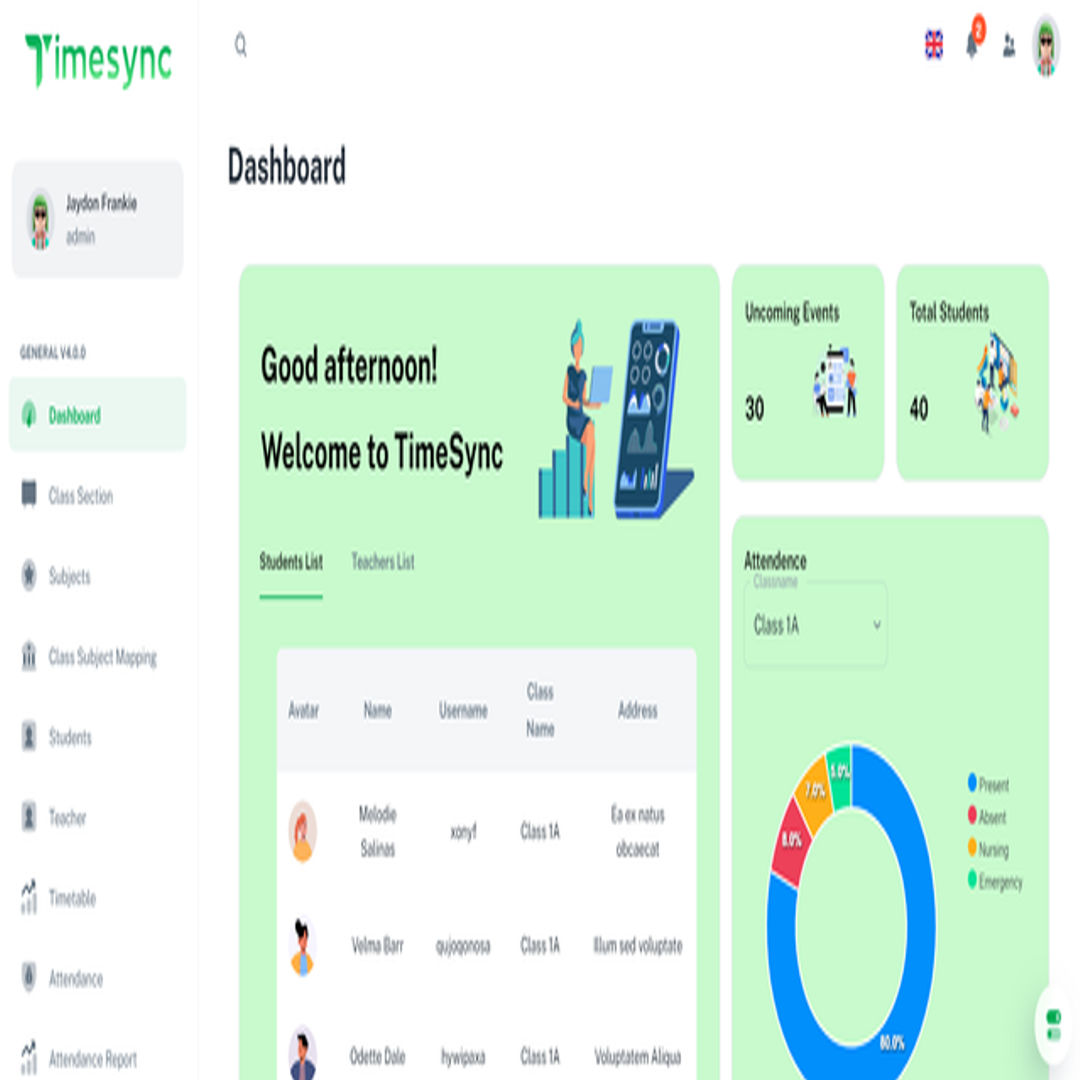 Timesync
2
Dashboard
Jaydon Frankie
admin
GENERAL V4.0.0
Dashboard
Class Section
Subjects
Class Subject Mapping
Students
Teacher
Timetable
Attendance
Attendance Report
Good afternoon!
Welcome to TimeSync
Students List
Teachers List
Avatar
Name
Username
Class
Name
Address
Melodie
Salinas
xonyf
Class 1A
Ea ex natus
obcaecat
Velma Barr
qujoqonosa
Class 1A
Illum sed voluptate
Odette Dale
hywipaxa
Class 1A
Voluptatem Aliqua
Uncoming Events
30
Total Students
40
Attendence
Classname
Class 1A
5.0%
7.0%
8.0%
80.0%
Present
Absent
Nursing
Emergency